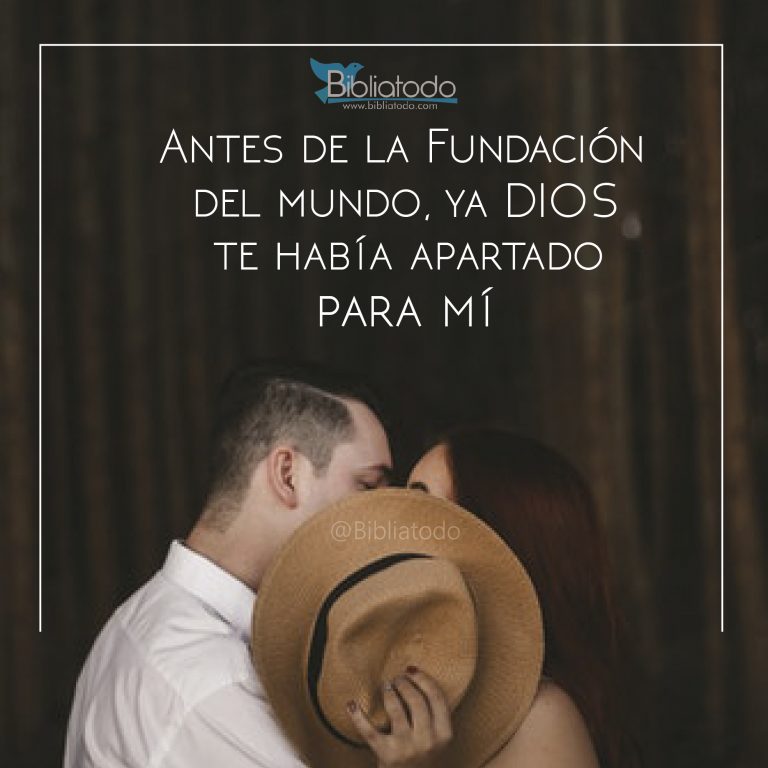 Bibliatodo
www.bibliatodo.com
ANTES DE LA FUNDACIÓN
DEL MUNDO, YA DIOS
TE HABÍA APARTADO
PARA MÍ
@Bibliatodo